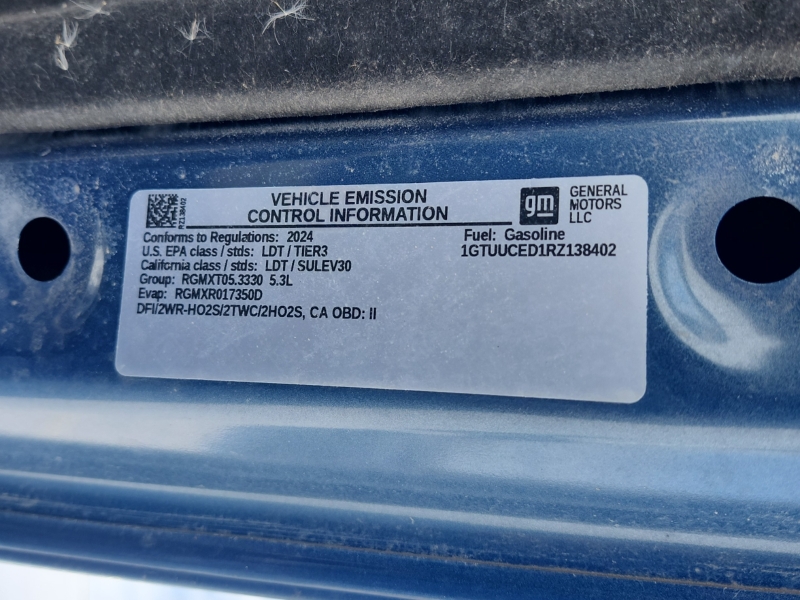 RZ138402
VEHICLE EMISSION
CONTROL INFORMATION
gm
GENERAL
MOTORS
LLC
Conforms to Regulations: 2024
Fuel: Gasoline
U.S. EPA class / stds: LDT / TIER3
1GTUUCED1RZ138402
California class / stds: LDT / SULEV30
Group: RGMXT05.3330 5.3L
Evap: RGMXR017350D
DFI/2WR-HO2S/2TWC/2HO2S, CA OBD: II